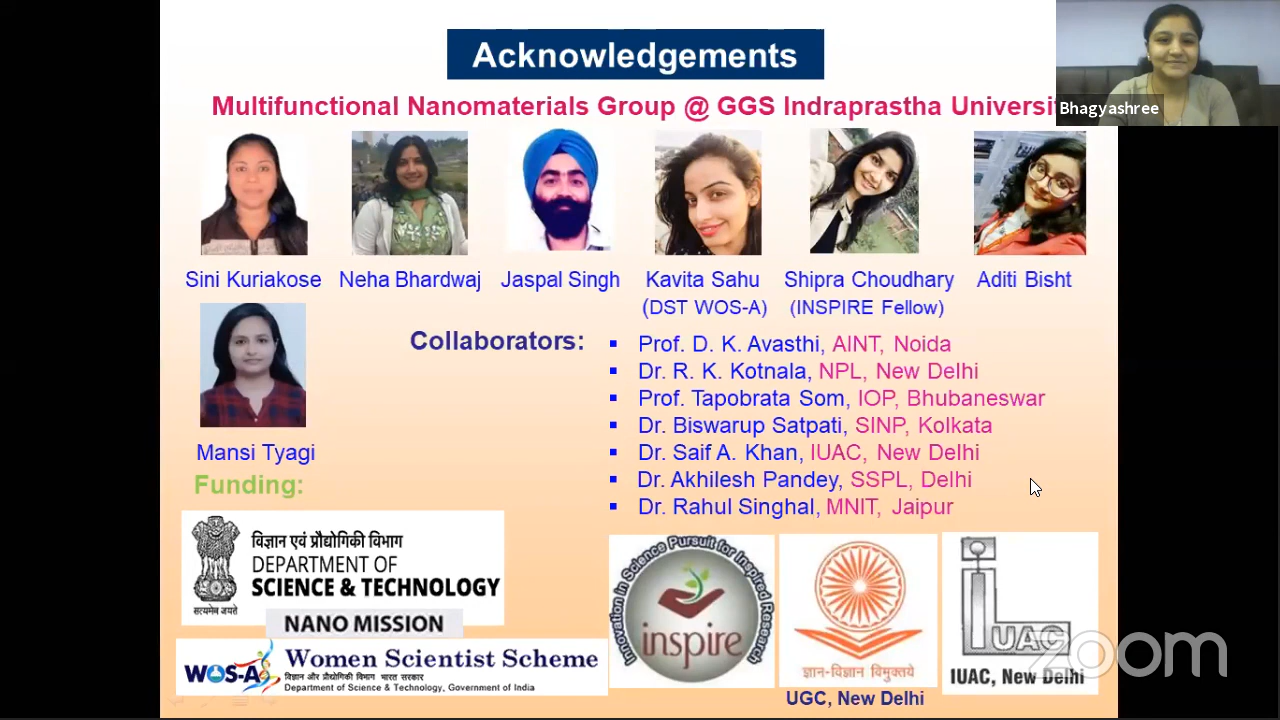 Acknowledgements
Multifunctional Nanomaterials Group @ GGS Indraprastha Universi
Bhagyashree
Sini Kuriakose
Neha Bhardwaj
Jaspal Singh
Kavita Sahu
(DST WOS-A)
Shipra Choudhary
(INSPIRE Fellow)
Aditi Bisht
Mansi Tyagi
Collaborators:
▪ Prof. D. K. Avasthi, AINT, Noida
▪ Dr. R. K. Kotnala, NPL, New Delhi
▪ Prof. Tapobrata Som, IOP, Bhubaneswar
▪ Dr. Biswarup Satpati, SINP, Kolkata
▪ Dr. Saif A. Khan, IUAC, New Delhi
▪ Dr. Akhilesh Pandey, SSPL, Delhi
▪ Dr. Rahul Singhal, MNIT, Jaipur
Funding:
विज्ञान एवं प्रौद्योगिकी विभाग
DEPARTMENT OF
SCIENCE & TECHNOLOGY
सत्यमेव जयते
NANO MISSION
WOS-A
Women Scientist Scheme
विज्ञान और प्रौद्योगिकी विभाग भारत सरकार
Department of Science & Technology, Government of India
Innovation in Science Pursuit for Inspired Research
inspire
ज्ञान-विज्ञान विमुक्तये
UGC, New Delhi
IUAC
IUAC, New Delhi
zoom